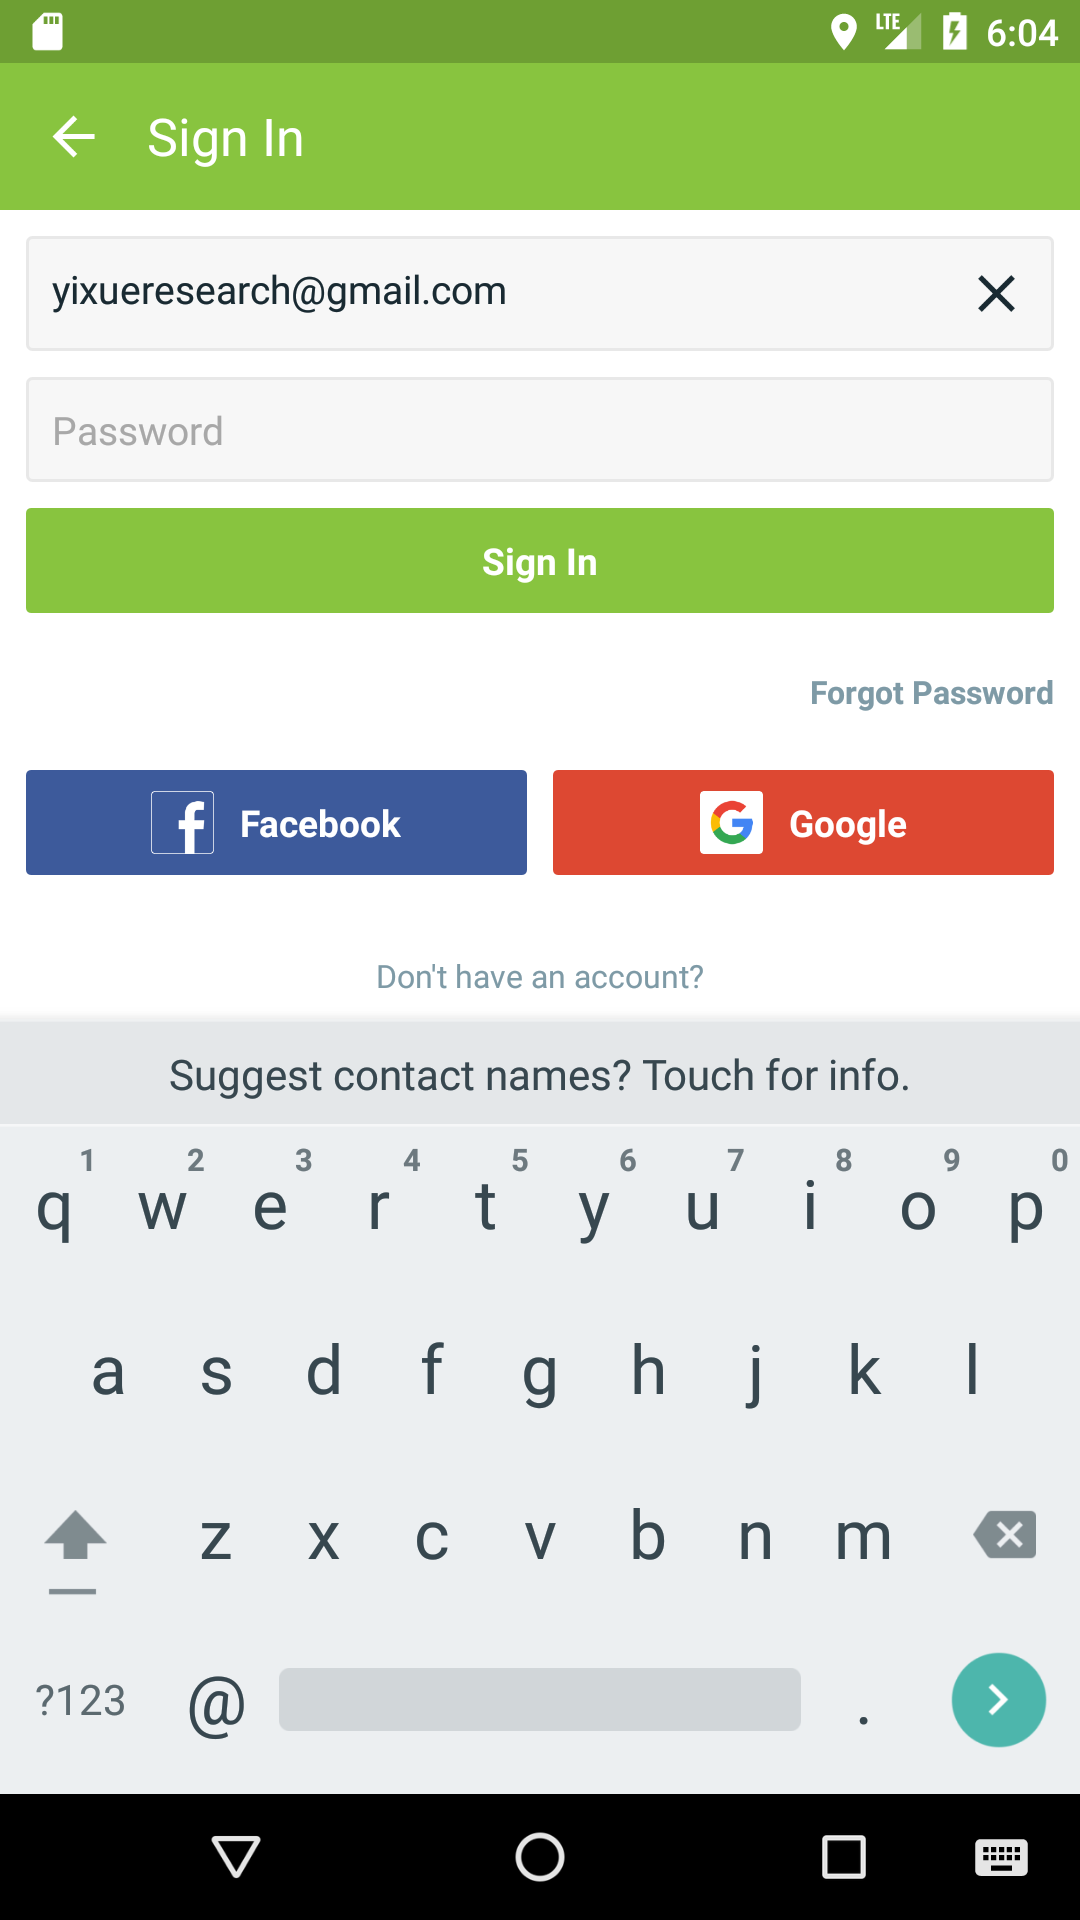 LTE 6:04
Sign In
yixueresearch@gmail.com
Password
Sign In
Forgot Password
Facebook Google
Don't have an account?
Suggest contact names? Touch for info.
1 2 3 4 5 6 7 8 9 0
q w e r t y u i o p
a s d f g h j k l
z x c v b n m
?123 @ .